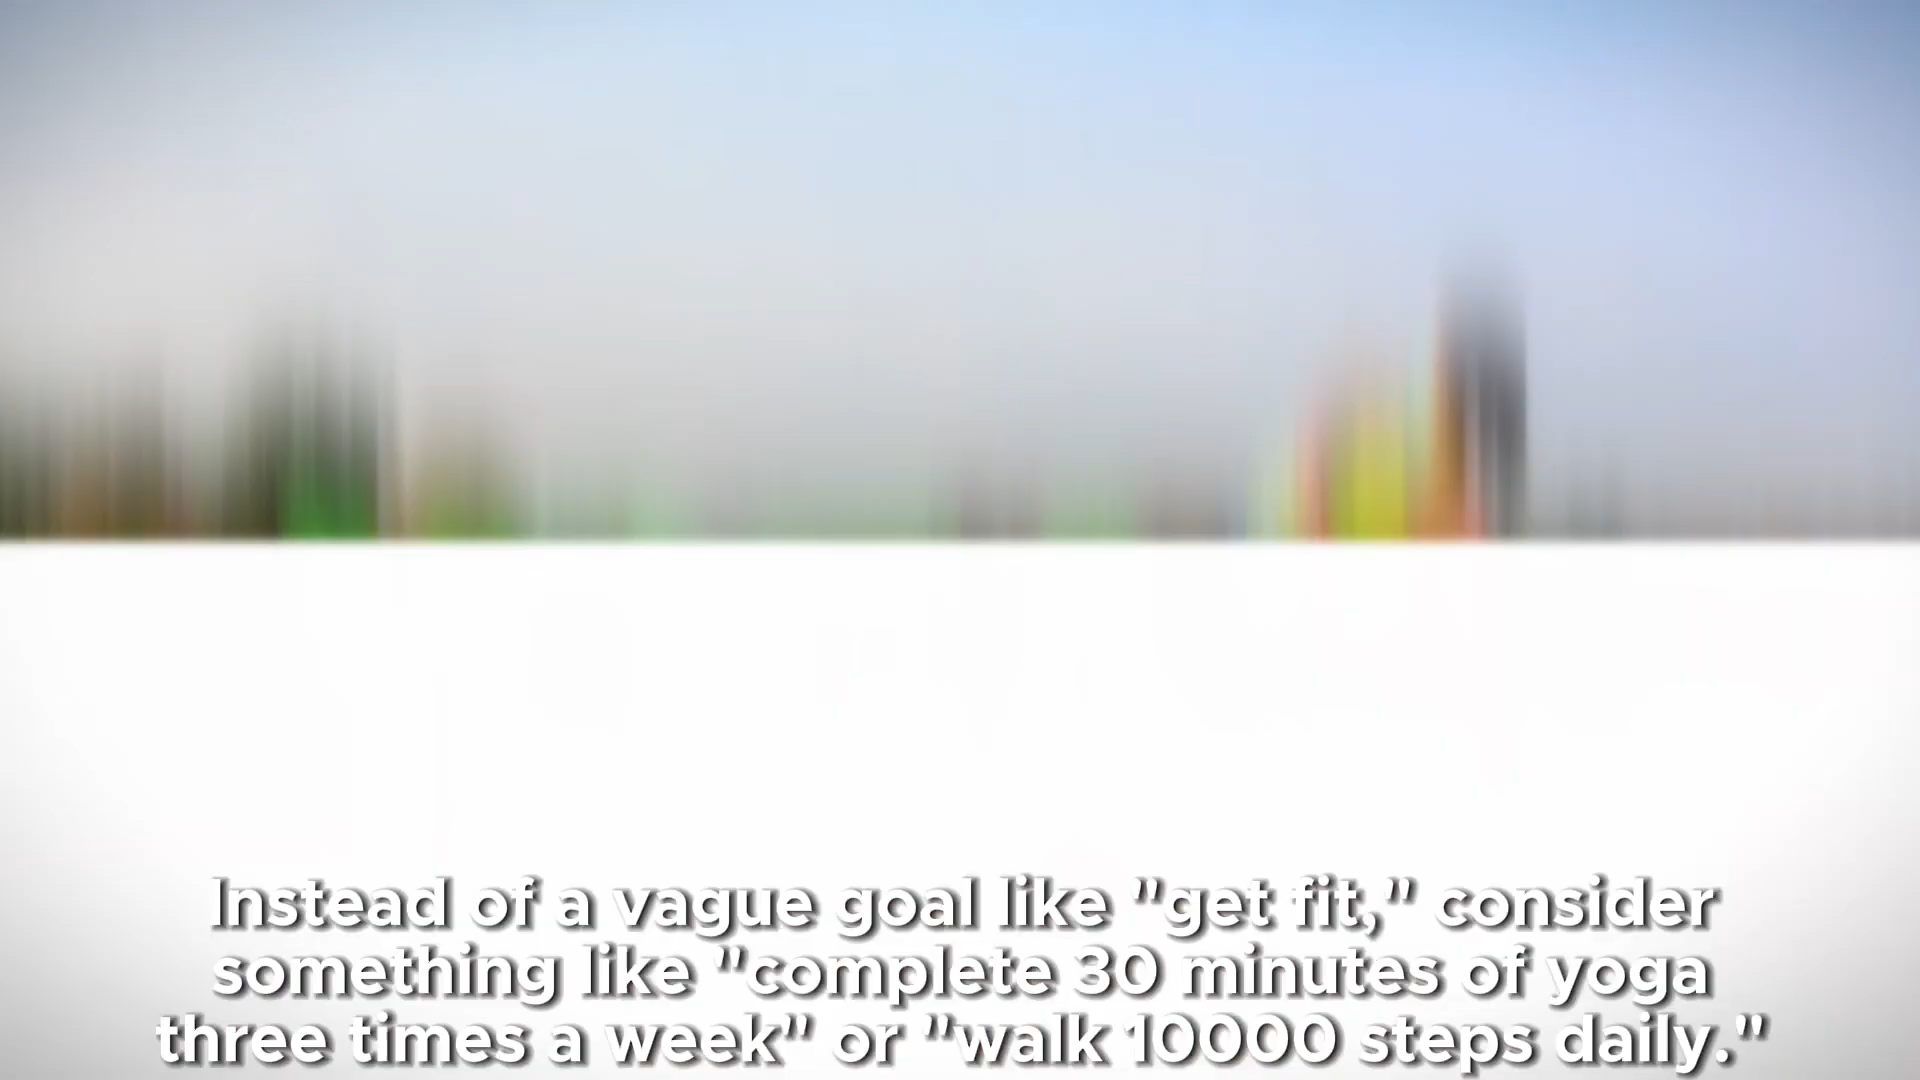 Instead of a vague goal like "get fit," consider
something like "complete 30 minutes of yoga
three times a week" or "walk 10000 steps daily."